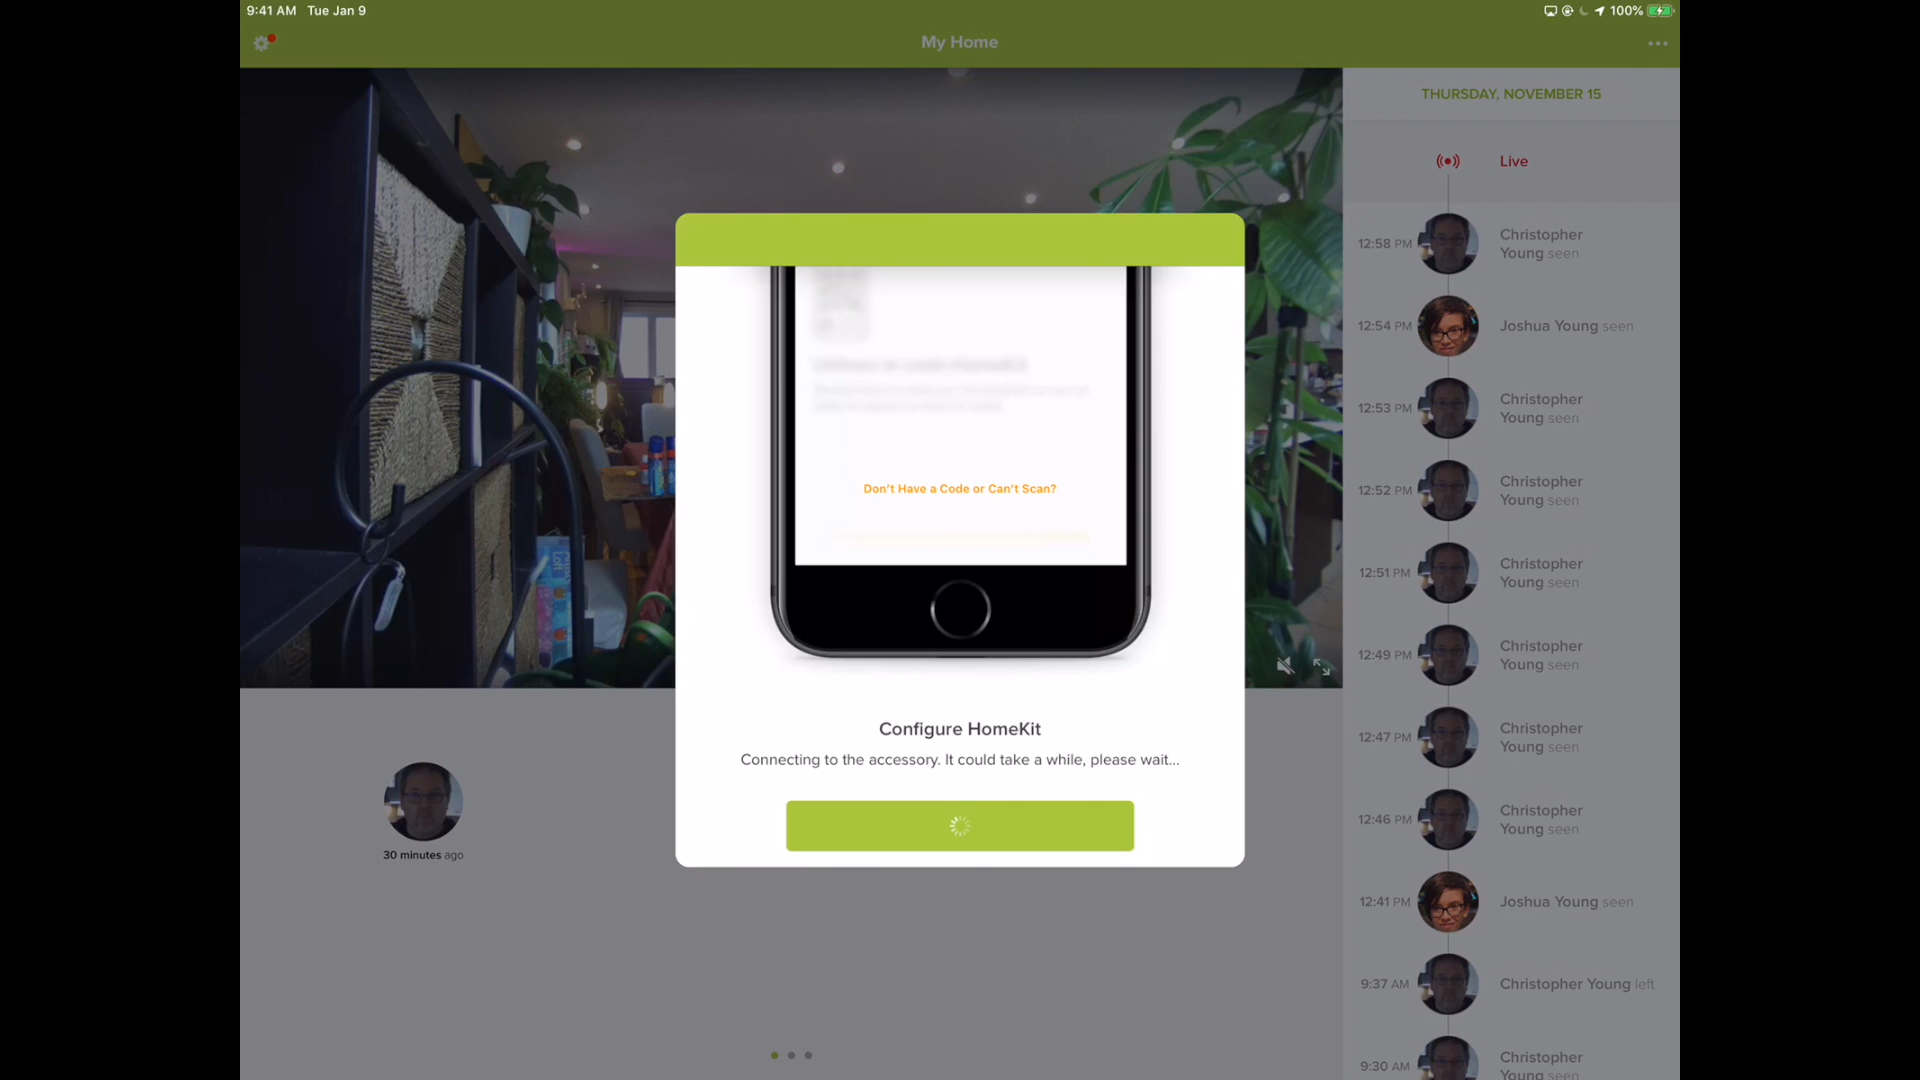 9:41 AM Tue Jan 9
100%
My Home
THURSDAY, NOVEMBER 15
Live
12:58 PM
Christopher
Young seen
12:54 PM
Joshua Young seen
12:53 PM
Christopher
Young seen
12:52 PM
Christopher
Young seen
12:51 PM
Christopher
Young seen
12:49 PM
Christopher
Young seen
12:47 PM
Christopher
Young seen
12:46 PM
Christopher
Young seen
12:41 PM
Joshua Young seen
9:37 AM
Christopher Young left
9:30 AM
Christopher
Young seen
Don't Have a Code or Can't Scan?
Configure HomeKit
Connecting to the accessory. It could take a while, please wait...
30 minutes ago